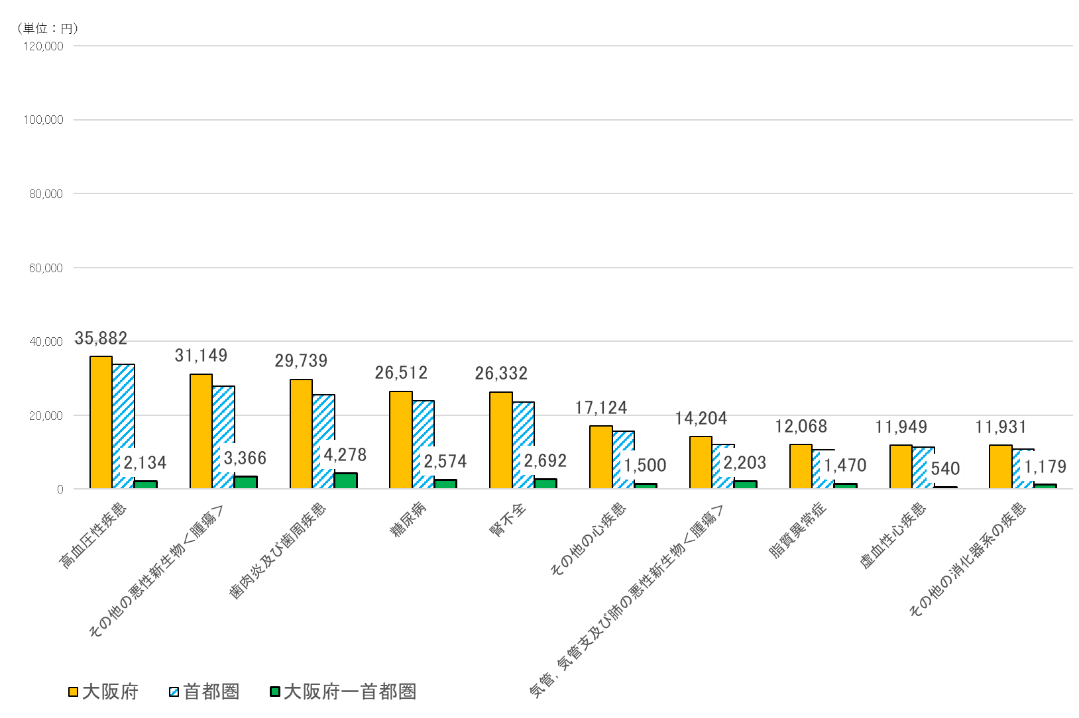 （単位：円）
120,000
100,000
80,000
60,000
40,000
20,000
0
35,882
31,149
29,739
26,512
26,332
17,124
14,204
12,068
11,949
11,931
2,134
3,366
4,278
2,574
2,692
1,500
2,203
1,470
540
1,179
高血圧性疾患
その他の悪性新生物＜腫瘍＞
歯肉炎及び歯周疾患
糖尿病
腎不全
その他の心疾患
気管，気管支及び肺の悪性新生物＜腫瘍＞
脂質異常症
虚血性心疾患
その他の消化器系の疾患
大阪府
首都圏
大阪府－首都圏